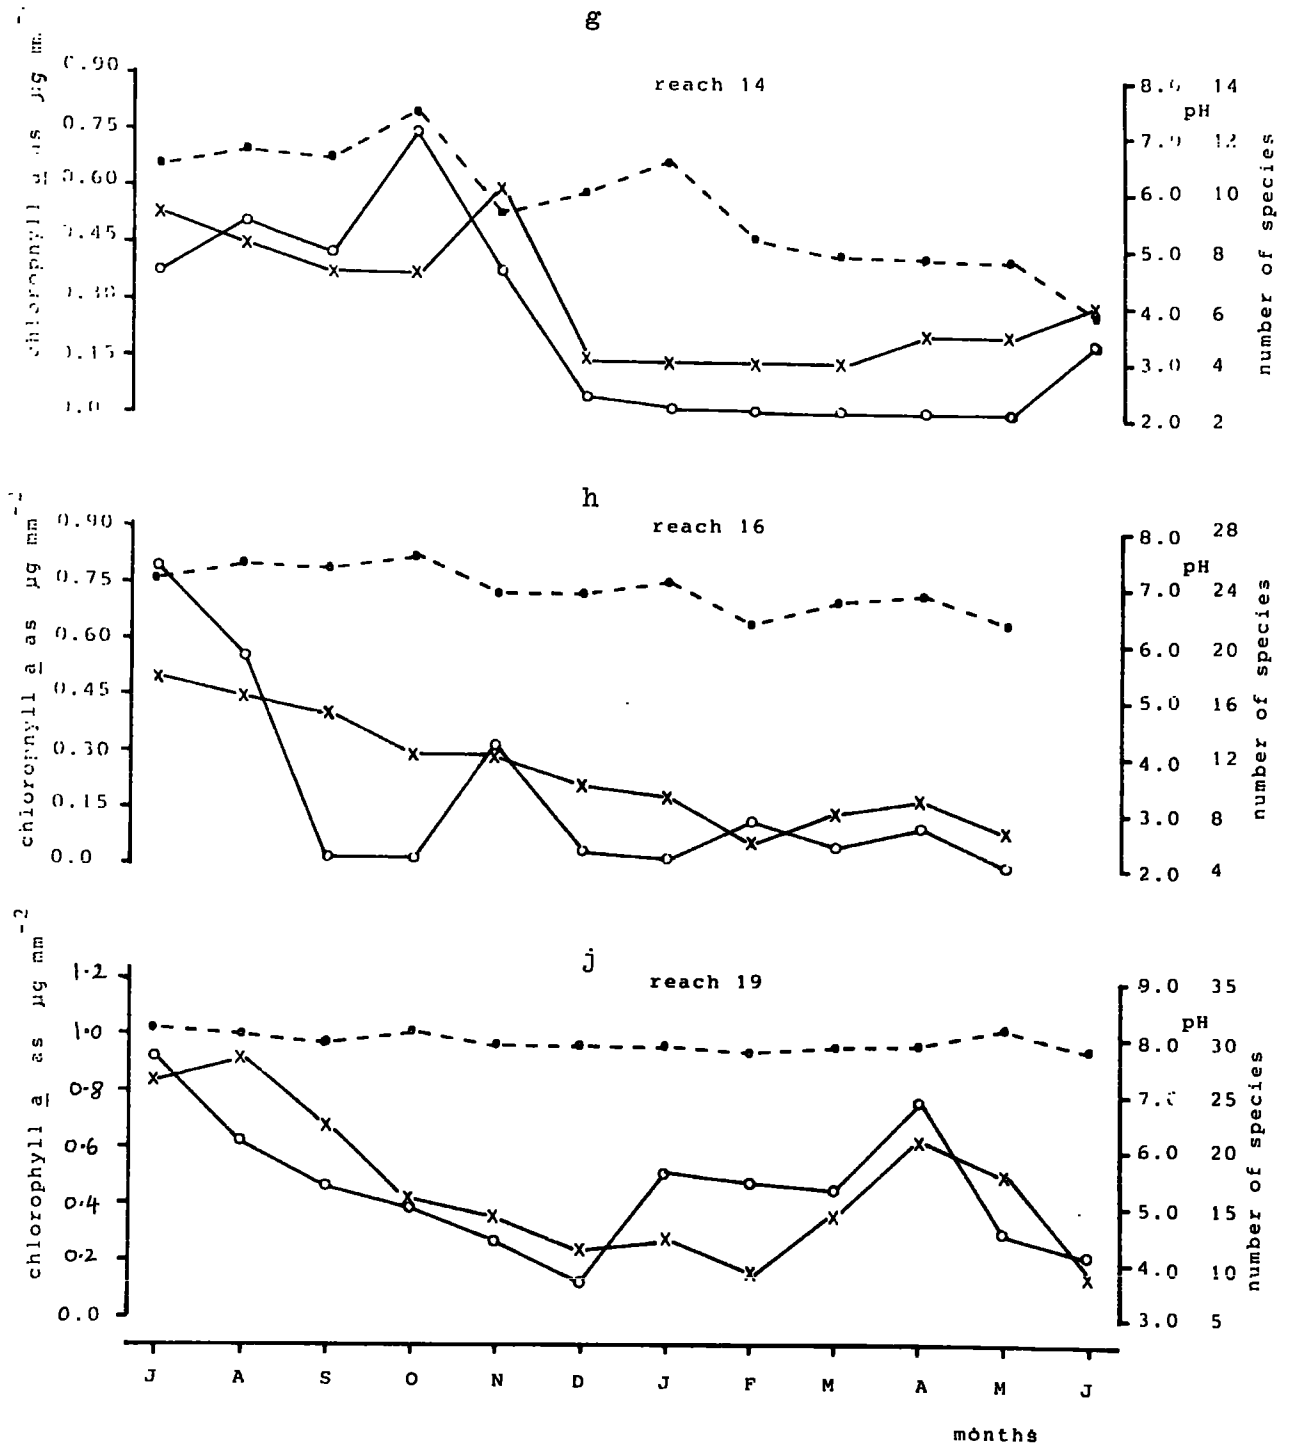 g
reach 14
0.90
0.75
0.60
0.45
0.30
0.15
chlorophyll a as µg mm
8.0 14
pH
7.0 12
6.0 10
5.0 8
4.0 6
3.0 4
2.0 2
number of species
h
reach 16
0.90
0.75
0.60
0.45
0.30
0.15
0.0
chlorophyll a as µg mm
8.0 28
pH
7.0 24
6.0 20
5.0 16
4.0 12
3.0 8
2.0 4
number of species
j
reach 19
1.2
1.0
0.8
0.6
0.4
0.2
0.0
chlorophyll a as µg mm⁻²
9.0 35
pH
8.0 30
7.0 25
6.0 20
5.0 15
4.0 10
3.0 5
number of species
J A S O N D J F M A M J
months